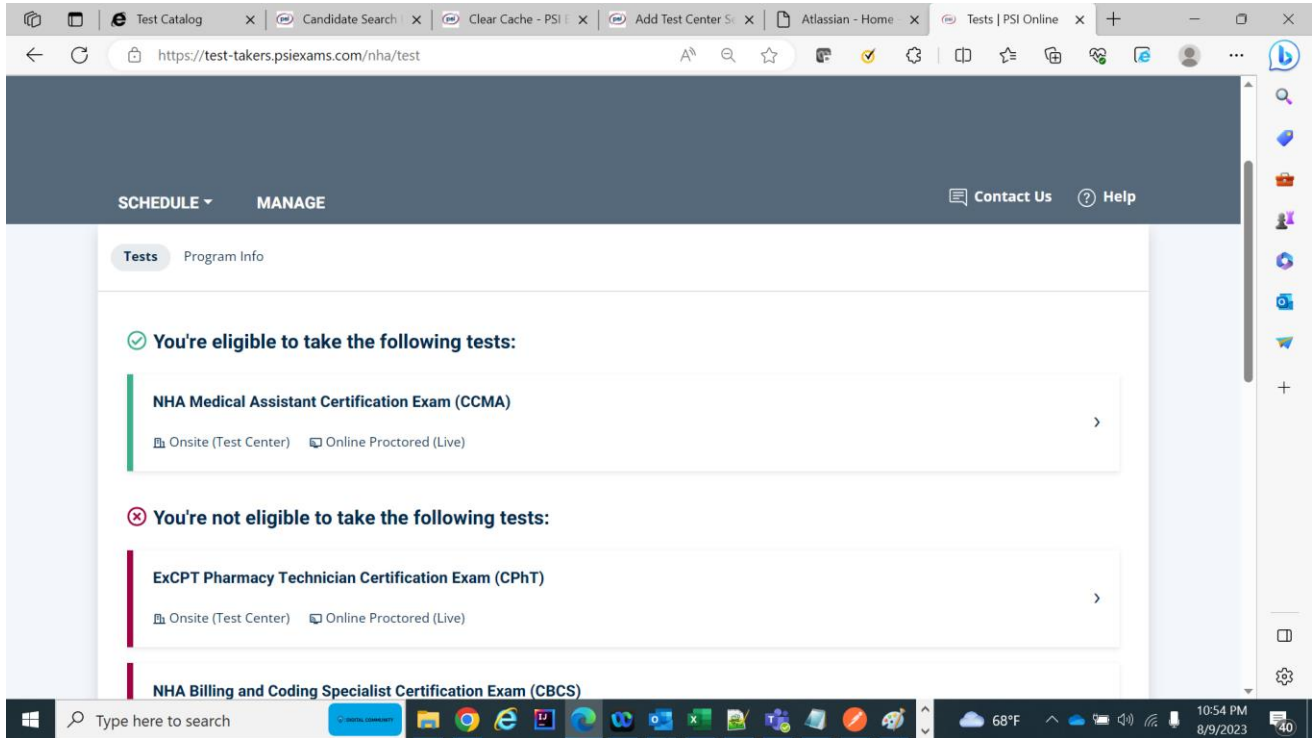 Test Catalog
Candidate Search
Clear Cache - PSI
Add Test Center Sc
Atlassian - Home
Tests | PSI Online
https://test-takers.psiexams.com/nha/test
SCHEDULE MANAGE Contact Us Help
Tests Program Info
You're eligible to take the following tests:
NHA Medical Assistant Certification Exam (CCMA)
Onsite (Test Center) Online Proctored (Live)
You're not eligible to take the following tests:
ExCPT Pharmacy Technician Certification Exam (CPhT)
Onsite (Test Center) Online Proctored (Live)
NHA Billing and Coding Specialist Certification Exam (CBCS)
Type here to search
68°F
10:54 PM
8/9/2023
40